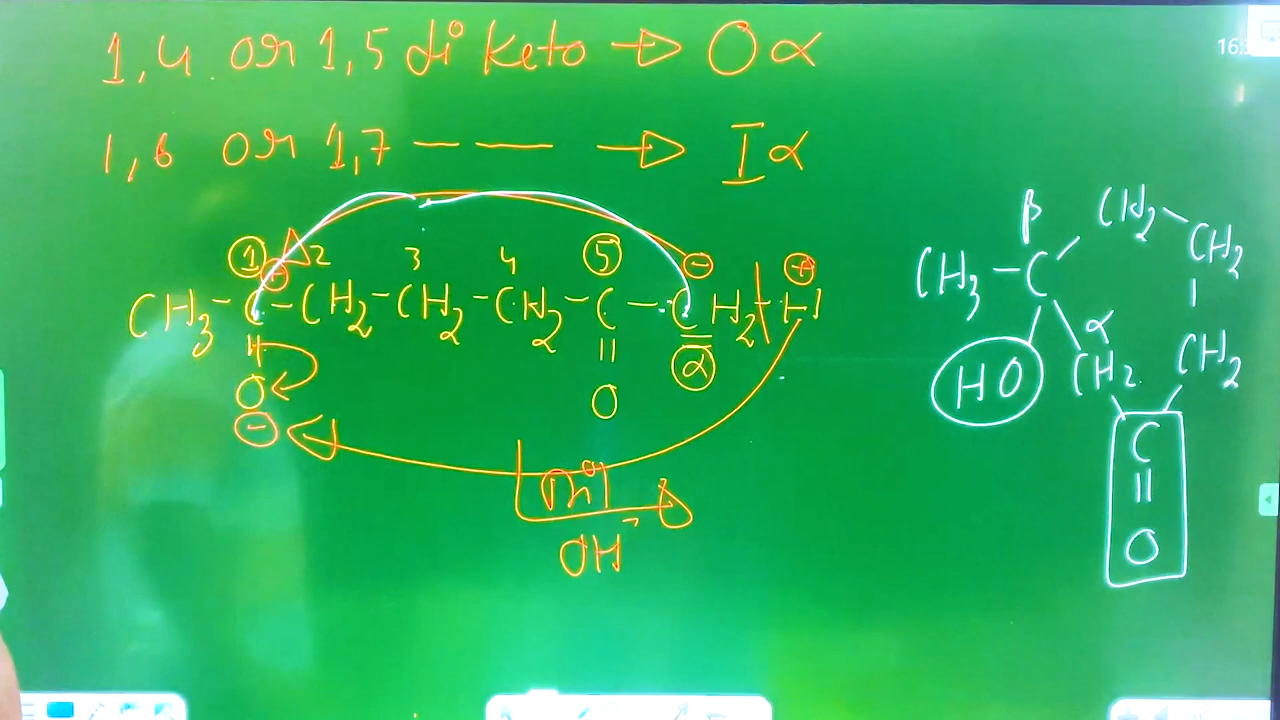 1,4 or 1,5 di keto → Oα
1,6 or 1,7 — — → Iα
① 2 3 4 ⑤ ⊖ ⊕
⊕
CH₃ – C – CH₂ – CH₂ – CH₂ – C – CH₂ – H
|| || α
O O
⊖
Dil
OH⁻
β CH₂
CH₃ – C CH₂
α
HO CH₂ CH₂
C
||
O
16: